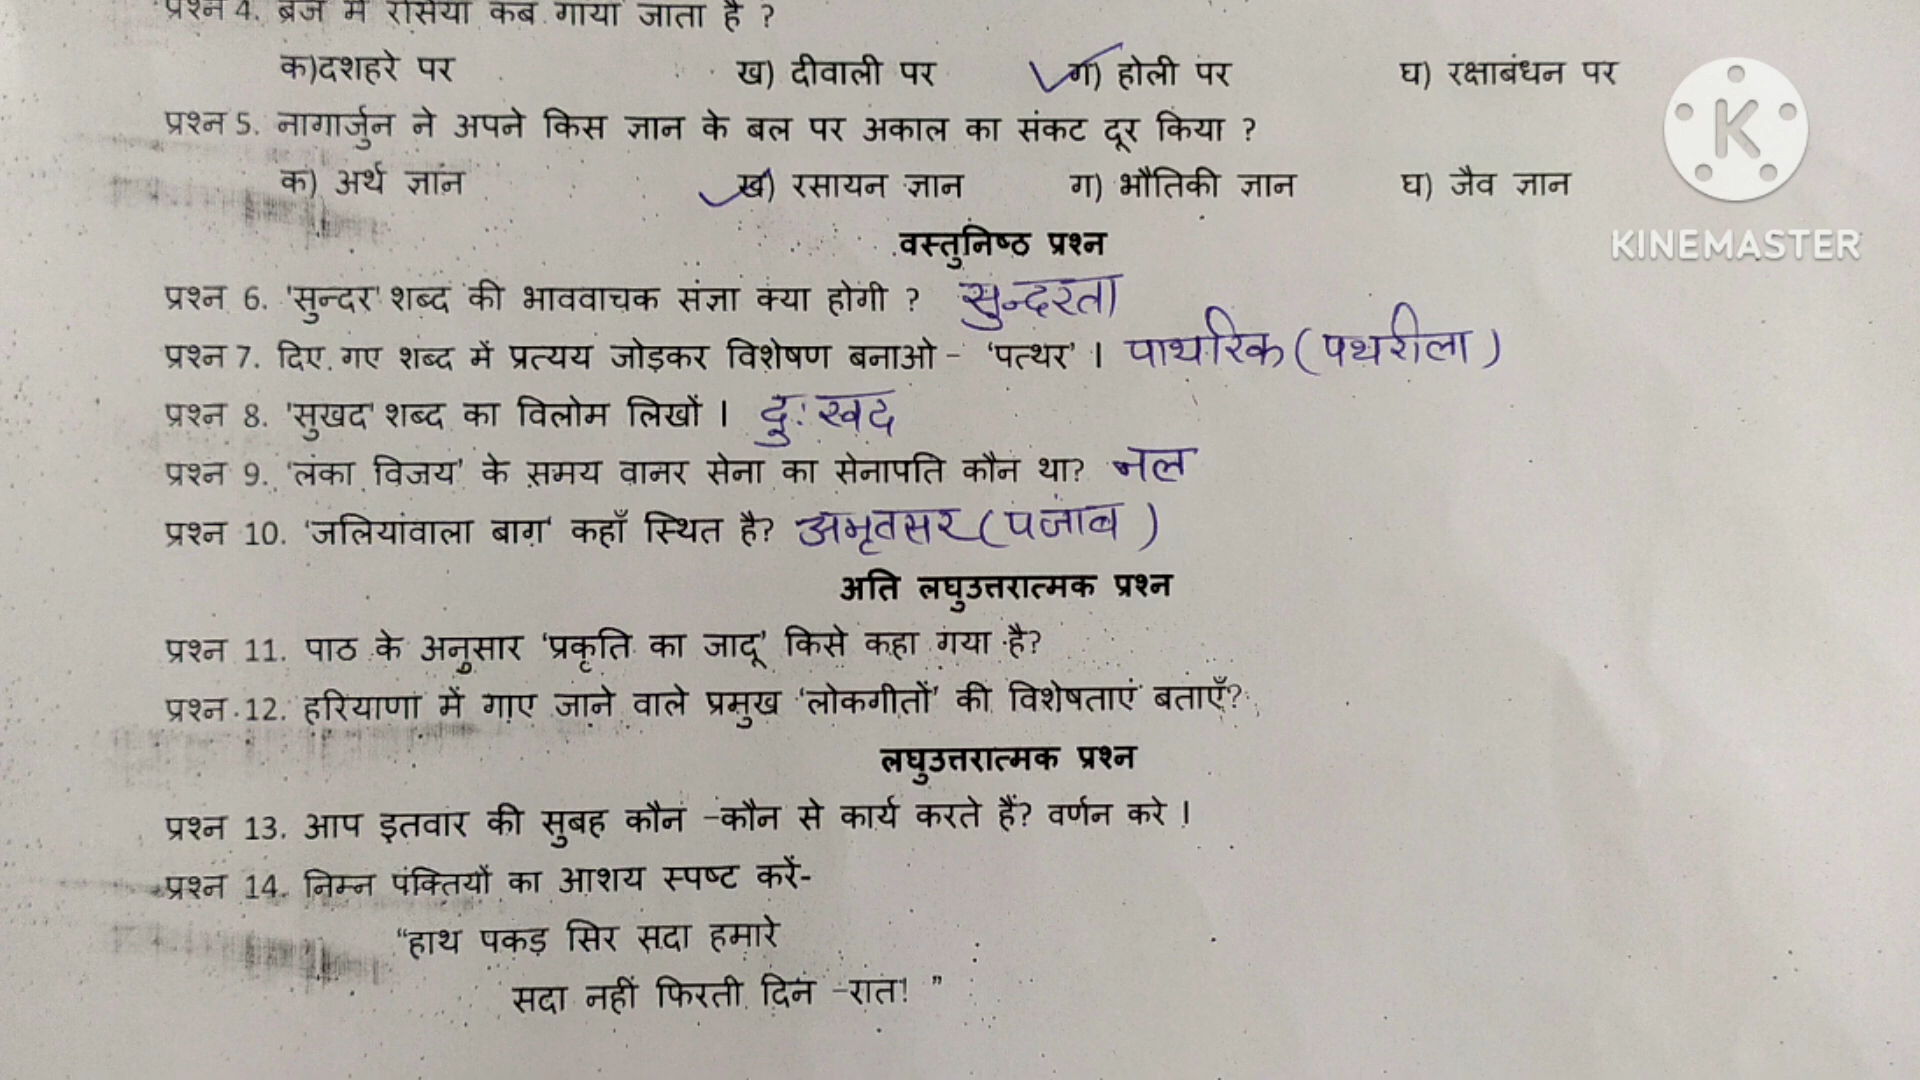 प्रश्न 4. ब्रज में रसिया कब गाया जाता है ?
क)दशहरे पर ख) दीवाली पर ग) होली पर घ) रक्षाबंधन पर
प्रश्न 5. नागार्जुन ने अपने किस ज्ञान के बल पर अकाल का संकट दूर किया ?
क) अर्थ ज्ञान ख) रसायन ज्ञान ग) भौतिकी ज्ञान घ) जैव ज्ञान
K
KINEMASTER
वस्तुनिष्ठ प्रश्न
प्रश्न 6. 'सुन्दर' शब्द की भाववाचक संज्ञा क्या होगी ? सुन्दरता
प्रश्न 7. दिए गए शब्द में प्रत्यय जोड़कर विशेषण बनाओ – 'पत्थर' । पाथरिक (पथरीला)
प्रश्न 8. 'सुखद' शब्द का विलोम लिखों । दुःखद
प्रश्न 9. 'लंका विजय' के समय वानर सेना का सेनापति कौन था? नल
प्रश्न 10. 'जलियांवाला बाग़' कहाँ स्थित है? अमृतसर (पंजाब)
अति लघुउत्तरात्मक प्रश्न
प्रश्न 11. पाठ के अनुसार 'प्रकृति का जादू' किसे कहा गया है?
प्रश्न 12. हरियाणा में गाए जाने वाले प्रमुख 'लोकगीतों' की विशेषताएं बताएँ?
लघुउत्तरात्मक प्रश्न
प्रश्न 13. आप इतवार की सुबह कौन –कौन से कार्य करते हैं? वर्णन करे ।
प्रश्न 14. निम्न पंक्तियों का आशय स्पष्ट करें-
"हाथ पकड़ सिर सदा हमारे
सदा नहीं फिरती दिन –रात! "